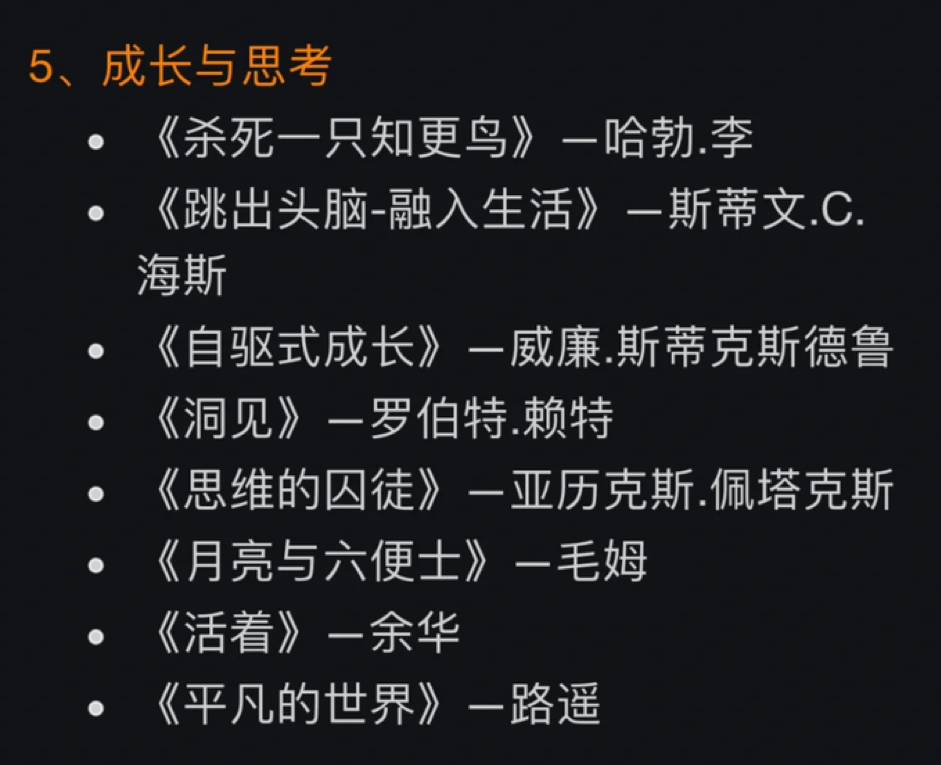 5、成长与思考
《杀死一只知更鸟》—哈勃.李
《跳出头脑-融入生活》—斯蒂文.C.
海斯
《自驱式成长》—威廉.斯蒂克斯德鲁
《洞见》—罗伯特.赖特
《思维的囚徒》—亚历克斯.佩塔克斯
《月亮与六便士》—毛姆
《活着》—余华
《平凡的世界》—路遥